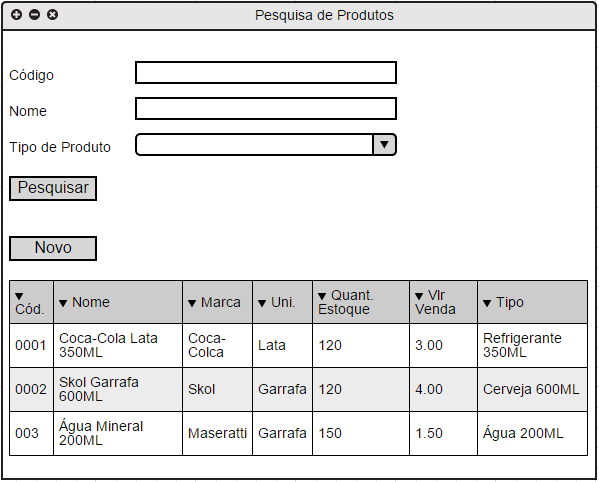 Pesquisa de Produtos
Código
Nome
Tipo de Produto
Pesquisar
Novo
Cód. Nome Marca Uni. Quant. Estoque Vlr Venda Tipo
0001 Coca-Cola Lata 350ML Coca-Colca Lata 120 3.00 Refrigerante 350ML
0002 Skol Garrafa 600ML Skol Garrafa 120 4.00 Cerveja 600ML
003 Água Mineral 200ML Maseratti Garrafa 150 1.50 Água 200ML